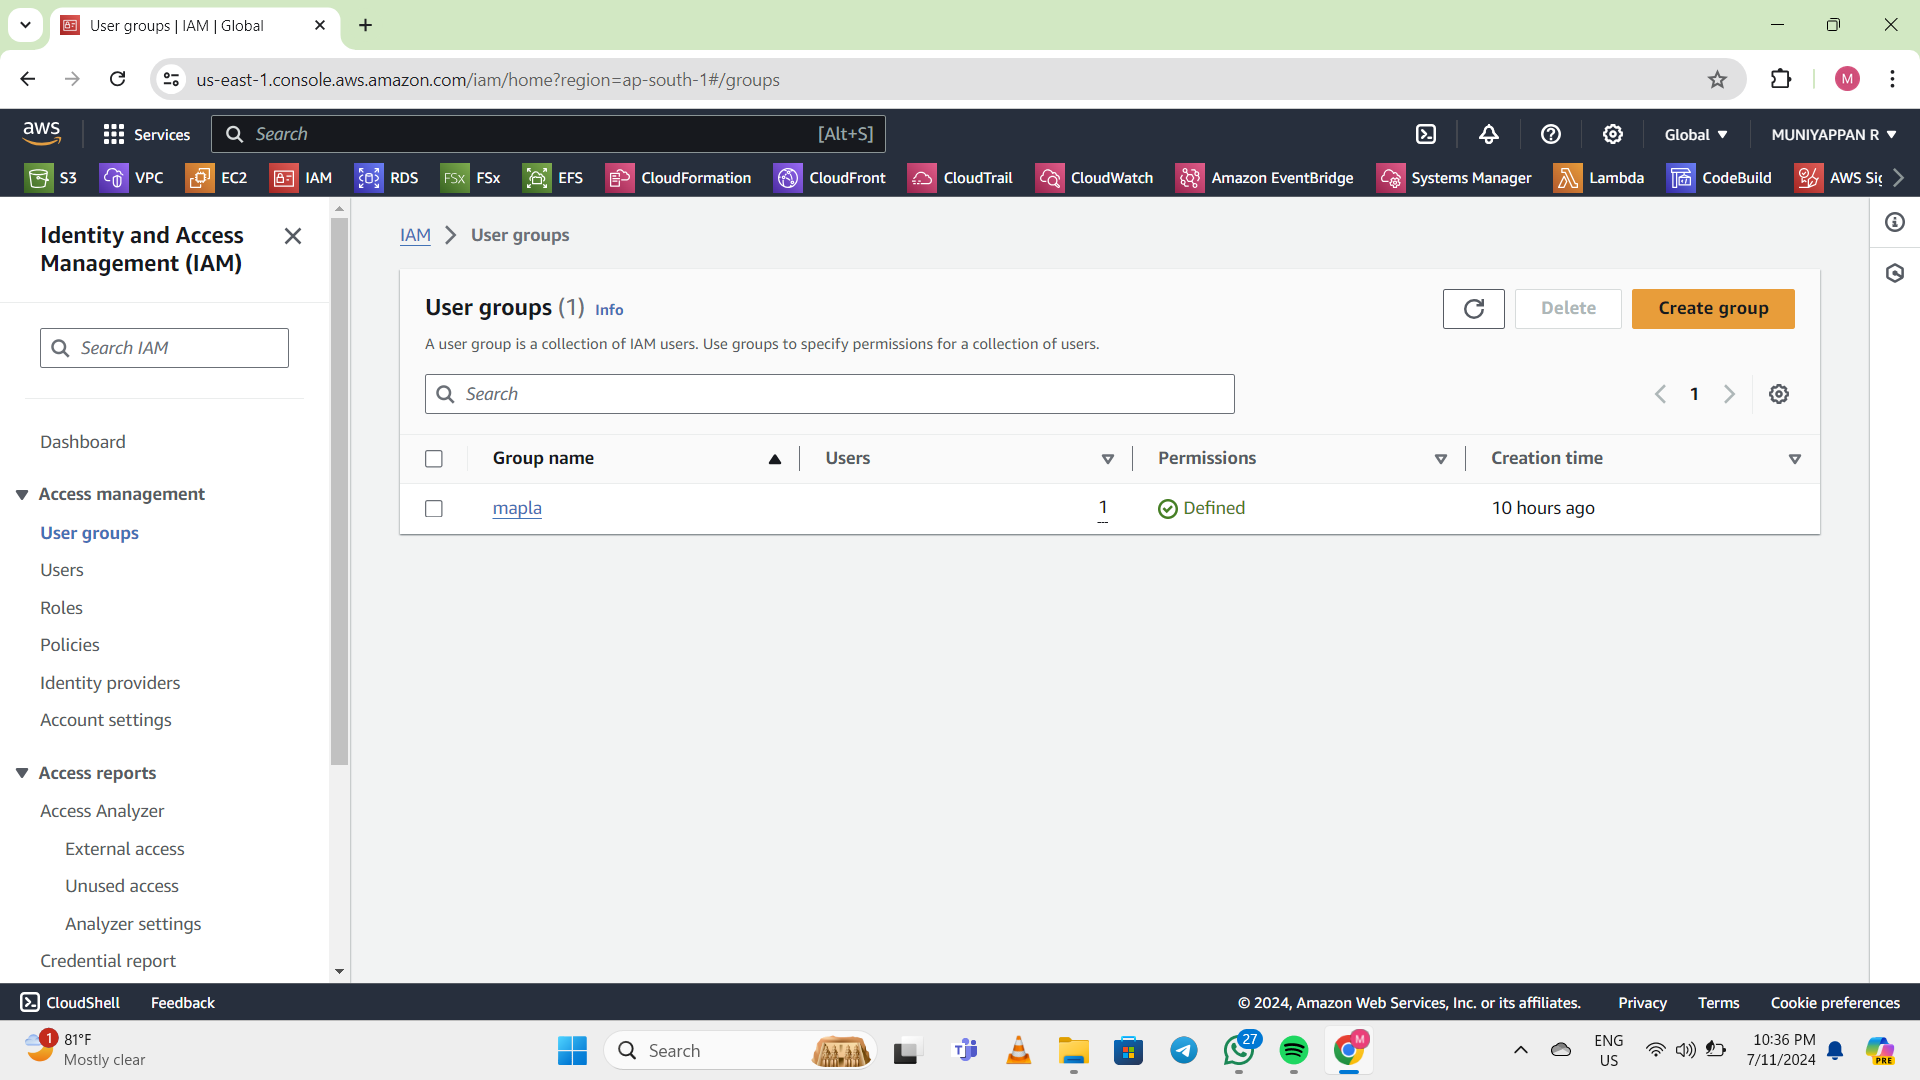 User groups | IAM | Global
us-east-1.console.aws.amazon.com/iam/home?region=ap-south-1#/groups
M
aws
Services
Search
[Alt+S]
Global
MUNIYAPPAN R
S3
VPC
EC2
IAM
RDS
FSx
FSx
EFS
CloudFormation
CloudFront
CloudTrail
CloudWatch
Amazon EventBridge
Systems Manager
Lambda
CodeBuild
AWS Sig
Identity and Access
Management (IAM)
Search IAM
Dashboard
Access management
User groups
Users
Roles
Policies
Identity providers
Account settings
Access reports
Access Analyzer
External access
Unused access
Analyzer settings
Credential report
IAM
User groups
User groups (1) Info
A user group is a collection of IAM users. Use groups to specify permissions for a collection of users.
Delete
Create group
Search
1
Group name
Users
Permissions
Creation time
mapla
1
Defined
10 hours ago
CloudShell
Feedback
© 2024, Amazon Web Services, Inc. or its affiliates.
Privacy
Terms
Cookie preferences
1
81°F
Mostly clear
Search
27
M
ENG
US
10:36 PM
7/11/2024
PRE